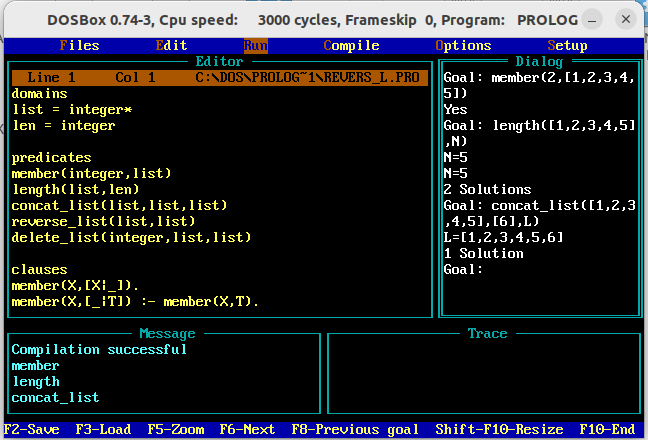 DOSBox 0.74-3, Cpu speed: 3000 cycles, Frameskip 0, Program: PROLOG
Files Edit Run Compile Options Setup
Editor
Line 1 Col 1 C:\DOS\PROLOG~1\REVERS_L.PRO
domains
list = integer*
len = integer
predicates
member(integer,list)
length(list,len)
concat_list(list,list,list)
reverse_list(list,list)
delete_list(integer,list,list)
clauses
member(X,[X|_]).
member(X,[_|T]) :- member(X,T).
Dialog
Goal: member(2,[1,2,3,4,
5])
Yes
Goal: length([1,2,3,4,5]
,N)
N=5
N=5
2 Solutions
Goal: concat_list([1,2,3
,4,5],[6],L)
L=[1,2,3,4,5,6]
1 Solution
Goal:
Message
Compilation successful
member
length
concat_list
Trace
F2-Save F3-Load F5-Zoom F6-Next F8-Previous goal Shift-F10-Resize F10-End